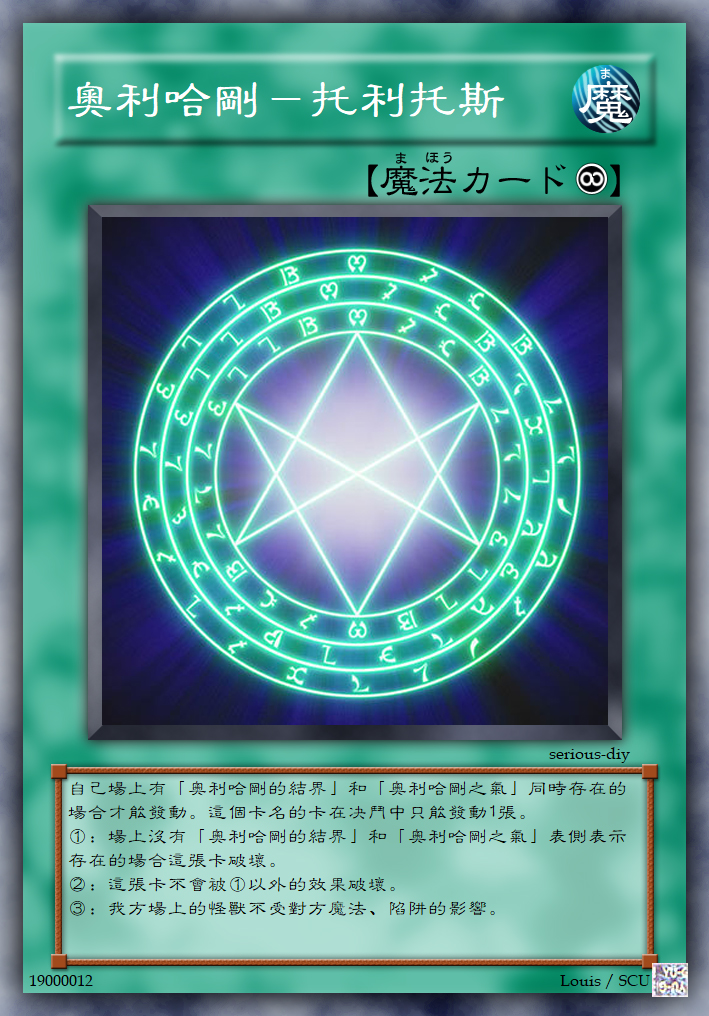 奧利哈剛－托利托斯
ま
魔
ま ほう
【魔法カード♾】
serious-diy
自己場上有「奧利哈剛的結界」和「奧利哈剛之氣」同時存在的
場合才能發動。這個卡名的卡在決鬥中只能發動1張。
①：場上沒有「奧利哈剛的結界」和「奧利哈剛之氣」表側表示
存在的場合這張卡破壞。
②：這張卡不會被①以外的效果破壞。
③：我方場上的怪獸不受對方魔法、陷阱的影響。
19000012
Louis / SCU